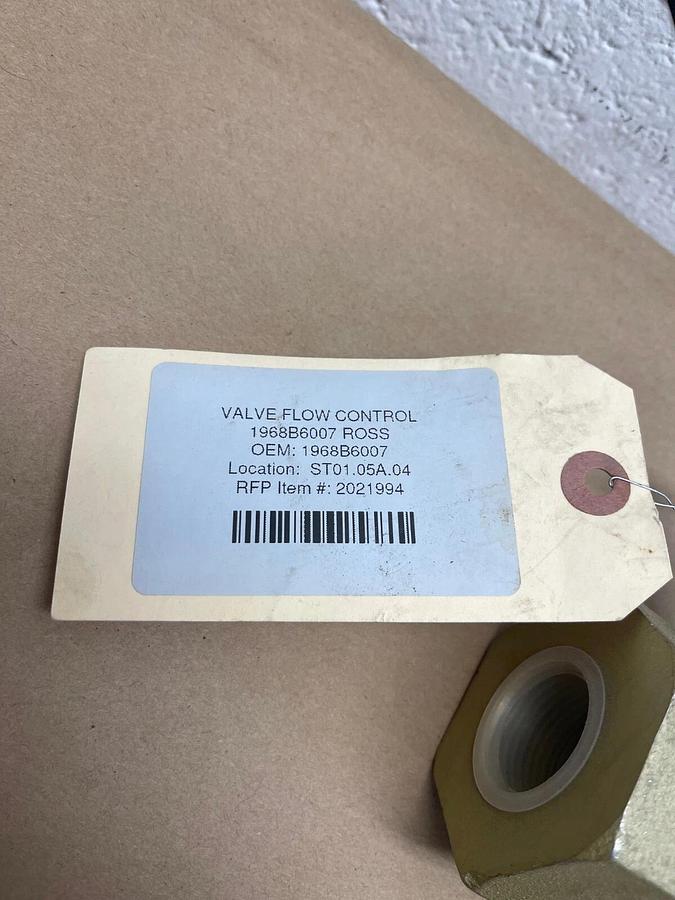 VALVE FLOW CONTROL
1968B6007 ROSS
OEM: 1968B6007
Location: ST01.05A.04
RFP Item #: 2021994